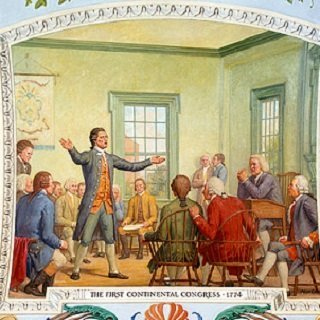 THE FIRST CONTINENTAL CONGRESS - 1774